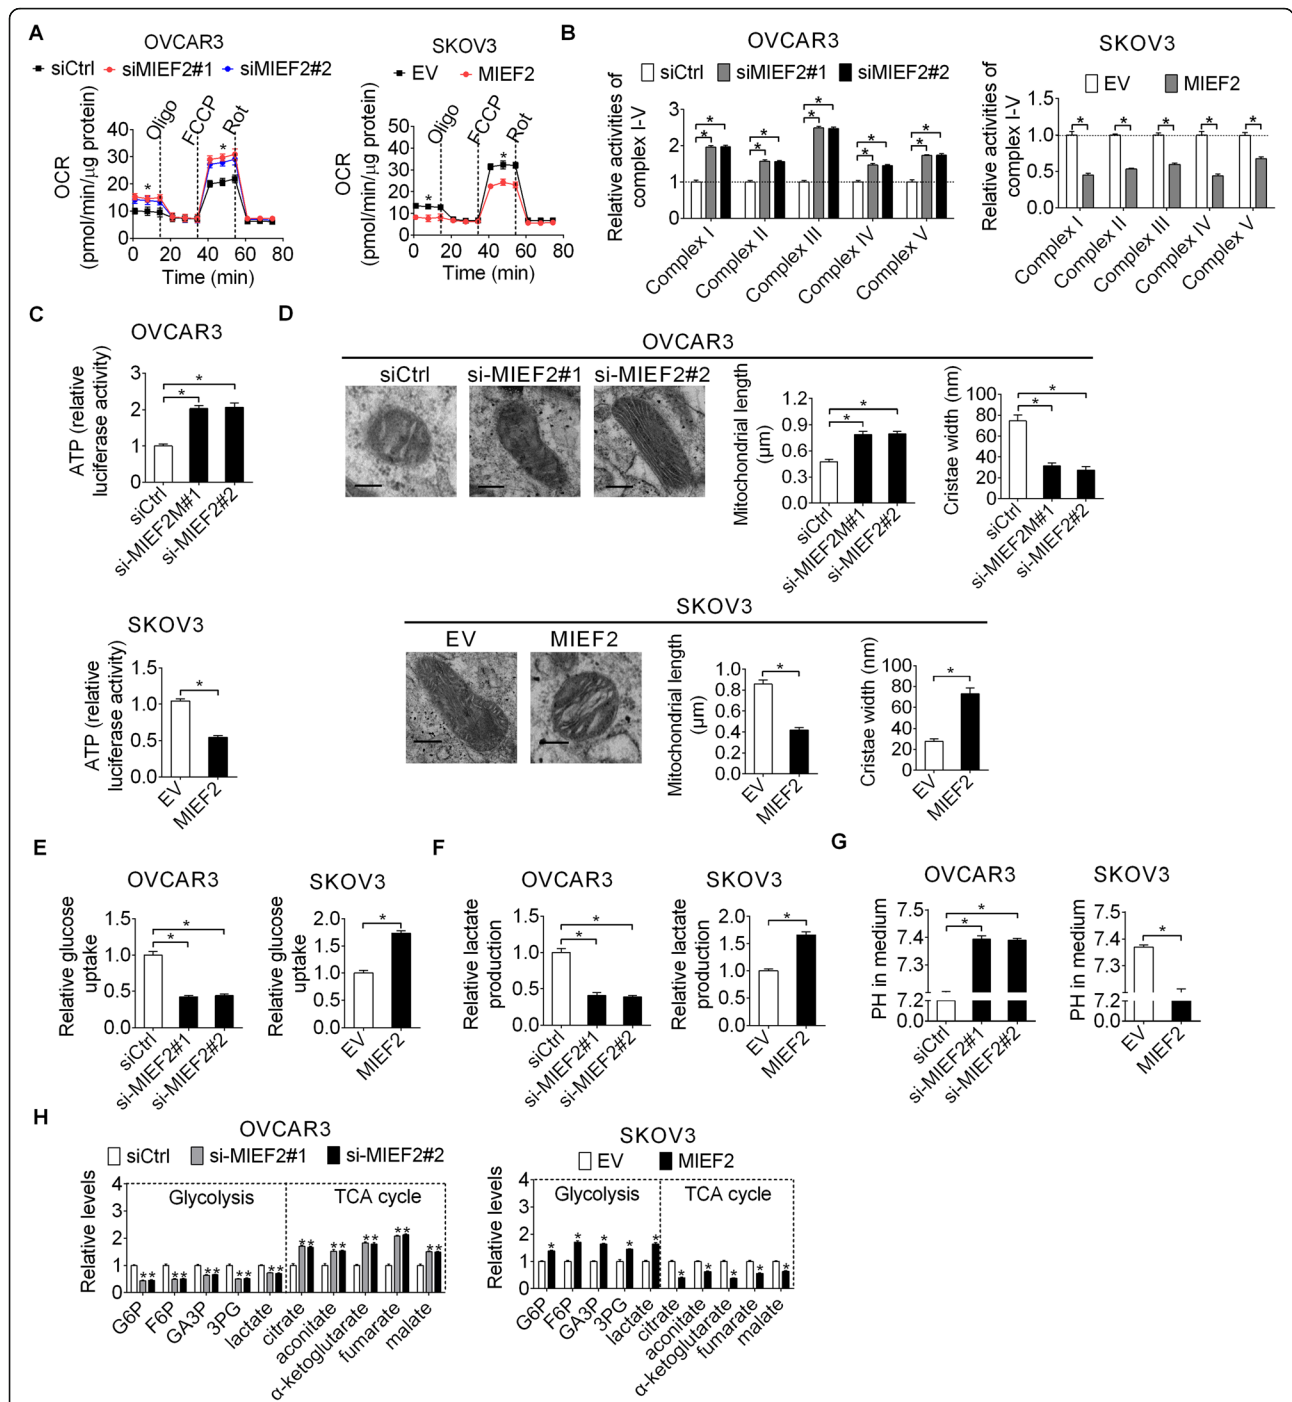 A
OVCAR3
siCtrl siMIEF2#1 siMIEF2#2
OCR
(pmol/min/μg protein)
Oligo
FCCP
Rot
40
30
20
10
0
*
*
0 20 40 60 80
Time (min)
SKOV3
EV MIEF2
OCR
(pmol/min/μg protein)
Oligo
FCCP
Rot
50
40
30
20
10
0
*
*
0 20 40 60 80
Time (min)
B
OVCAR3
siCtrl siMIEF2#1 siMIEF2#2
Relative activities of
complex I-V
3
2
1
0
* * * * *
* * * * *
Complex I
Complex II
Complex III
Complex IV
Complex V
SKOV3
EV MIEF2
Relative activities of
complex I-V
1.5
1.0
0.5
0.0
* * * * *
Complex I
Complex II
Complex III
Complex IV
Complex V
C
OVCAR3
ATP (relative
luciferase activity)
3
2
1
0
*
*
siCtrl
si-MIEF2M#1
si-MIEF2#2
SKOV3
ATP (relative
luciferase activity)
1.5
1.0
0.5
0.0
*
EV
MIEF2
D
OVCAR3
siCtrl si-MIEF2#1 si-MIEF2#2
Mitochondrial length
(μm)
1.2
0.9
0.6
0.3
0.0
*
*
siCtrl
si-MIEF2M#1
si-MIEF2#2
Cristae width (nm)
100
80
60
40
20
0
*
*
siCtrl
si-MIEF2M#1
si-MIEF2#2
SKOV3
EV MIEF2
Mitochondrial length
(μm)
1.0
0.8
0.6
0.4
0.2
0.0
*
EV
MIEF2
Cristae width (nm)
100
80
60
40
20
0
*
EV
MIEF2
E
OVCAR3
Relative glucose
uptake
1.5
1.0
0.5
0.0
*
*
siCtrl
si-MIEF2#1
si-MIEF2#2
SKOV3
Relative glucose
uptake
2.0
1.5
1.0
0.5
0.0
*
EV
MIEF2
F
OVCAR3
Relative lactate
production
1.5
1.0
0.5
0.0
*
*
siCtrl
si-MIEF2#1
si-MIEF2#2
SKOV3
Relative lactate
production
2.0
1.5
1.0
0.5
0.0
*
EV
MIEF2
G
OVCAR3
PH in medium
7.5
7.4
7.3
7.2
0.0
*
*
siCtrl
si-MIEF2#1
si-MIEF2#2
SKOV3
PH in medium
7.5
7.4
7.3
7.2
0.0
*
EV
MIEF2
H
OVCAR3
siCtrl si-MIEF2#1 si-MIEF2#2
Relative levels
4
3
2
1
0
Glycolysis TCA cycle
** ** ** ** ** ** ** ** ** **
G6P
F6P
GA3P
3PG
lactate
citrate
aconitate
α-ketoglutarate
fumarate
malate
SKOV3
EV MIEF2
Relative levels
4
3
2
1
0
Glycolysis TCA cycle
* * * * * * * * * *
G6P
F6P
GA3P
3PG
lactate
citrate
aconitate
α-ketoglutarate
fumarate
malate